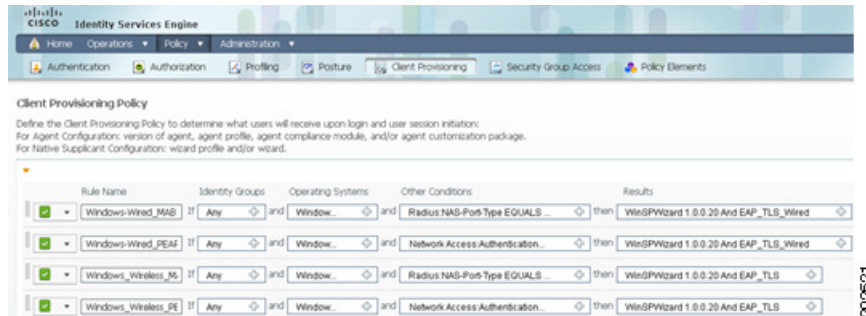 CISCO Identity Services Engine
Home Operations Policy Administration
Authentication Authorization Profiling Posture Client Provisioning Security Group Access Policy Elements
Client Provisioning Policy
Define the Client Provisioning Policy to determine what users will receive upon login and user session initiation:
For Agent Configuration: version of agent, agent profile, agent compliance module, and/or agent customization package.
For Native Supplicant Configuration: wizard profile and/or wizard.
Rule Name Identity Groups Operating Systems Other Conditions Results
Windows-Wired_MAB If Any and Window... and Radius:NAS-Port-Type EQUALS ... then WinSPWizard 1.0.0.20 And EAP_TLS_Wired
Windows-Wired_PEAF If Any and Window... and Network Access:Authentication... then WinSPWizard 1.0.0.20 And EAP_TLS_Wired
Windows_Wireless_M If Any and Window... and Radius:NAS-Port-Type EQUALS ... then WinSPWizard 1.0.0.20 And EAP_TLS
Windows_Wireless_PE If Any and Window... and Network Access:Authentication... then WinSPWizard 1.0.0.20 And EAP_TLS